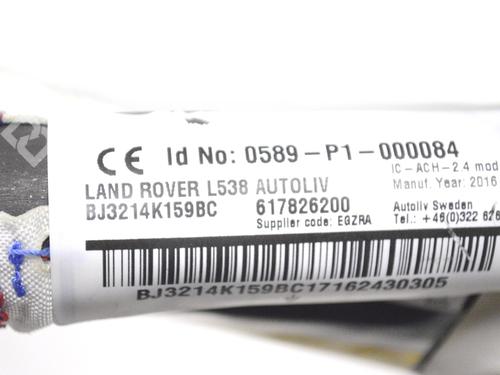 CE Id No: 0589-P1-000084
IC-ACH-2.4 mod
LAND ROVER L538 AUTOLIV
Manuf. Year: 2016
BJ3214K159BC 617826200
Autoliv Sweden
Supplier code: EGZRA
Tel.: +46(0)322 626
BJ3214K159BC17162430305